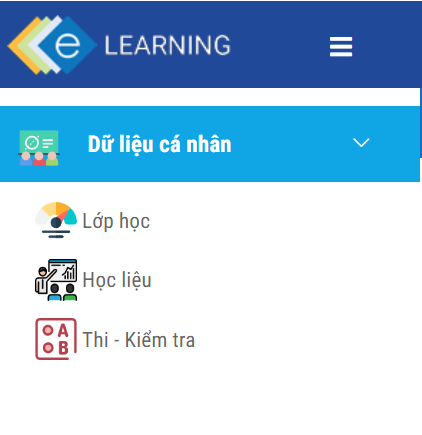 e LEARNING
Dữ liệu cá nhân
Lớp học
Học liệu
A
B
Thi - Kiểm tra